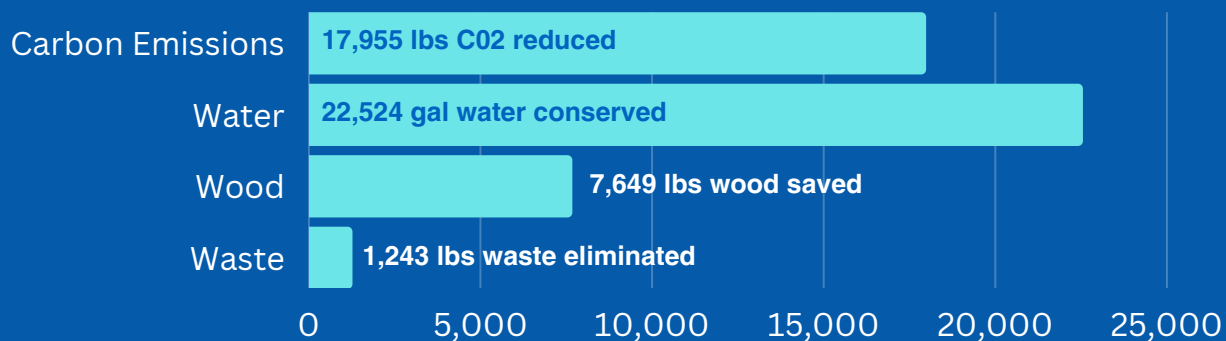 Carbon Emissions
17,955 lbs C02 reduced
Water
22,524 gal water conserved
Wood
7,649 lbs wood saved
Waste
1,243 lbs waste eliminated
0 5,000 10,000 15,000 20,000 25,000